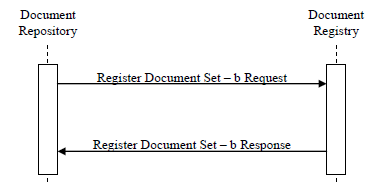 Document
Repository
Document
Registry
Register Document Set – b Request
Register Document Set – b Response